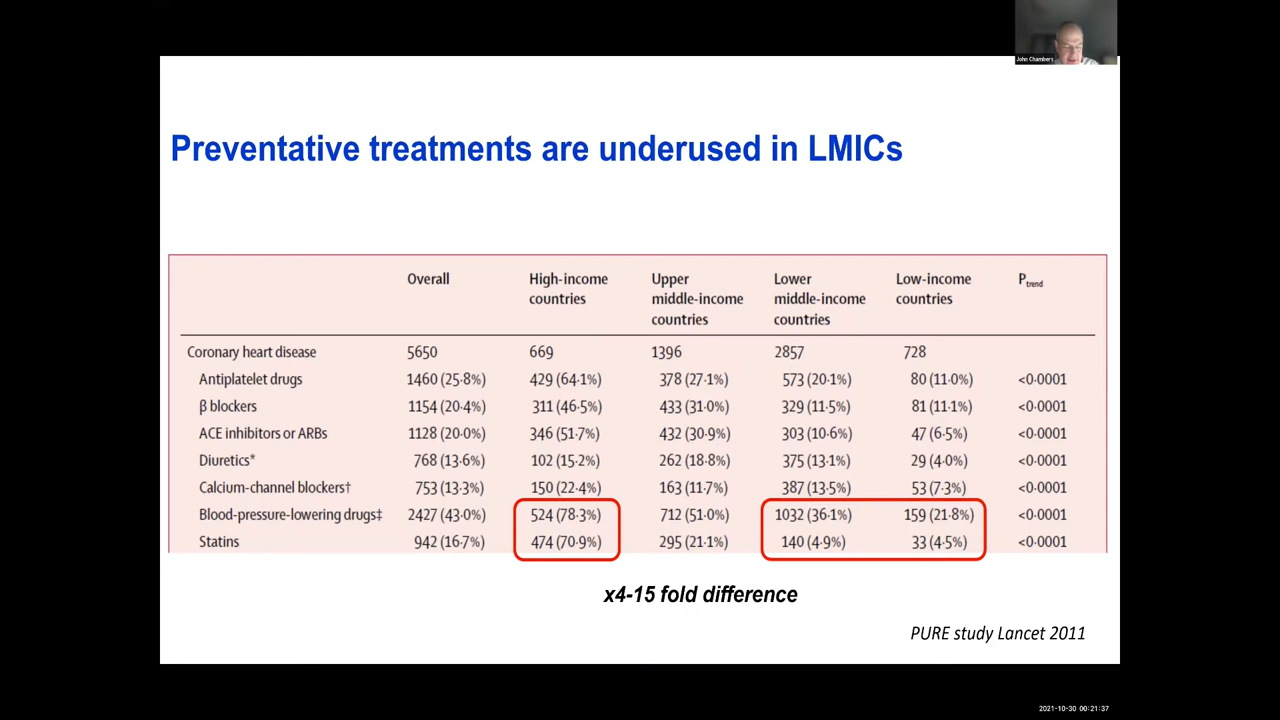 John Chambers
Preventative treatments are underused in LMICs
Overall High-income countries Upper middle-income countries Lower middle-income countries Low-income countries Ptrend
Coronary heart disease 5650 669 1396 2857 728
Antiplatelet drugs 1460 (25·8%) 429 (64·1%) 378 (27·1%) 573 (20·1%) 80 (11·0%) <0·0001
β blockers 1154 (20·4%) 311 (46·5%) 433 (31·0%) 329 (11·5%) 81 (11·1%) <0·0001
ACE inhibitors or ARBs 1128 (20·0%) 346 (51·7%) 432 (30·9%) 303 (10·6%) 47 (6·5%) <0·0001
Diuretics* 768 (13·6%) 102 (15·2%) 262 (18·8%) 375 (13·1%) 29 (4·0%) <0·0001
Calcium-channel blockers† 753 (13·3%) 150 (22·4%) 163 (11·7%) 387 (13·5%) 53 (7·3%) <0·0001
Blood-pressure-lowering drugs‡ 2427 (43·0%) 524 (78·3%) 712 (51·0%) 1032 (36·1%) 159 (21·8%) <0·0001
Statins 942 (16·7%) 474 (70·9%) 295 (21·1%) 140 (4·9%) 33 (4·5%) <0·0001
x4-15 fold difference
PURE study Lancet 2011
2021-10-30 00:21:37